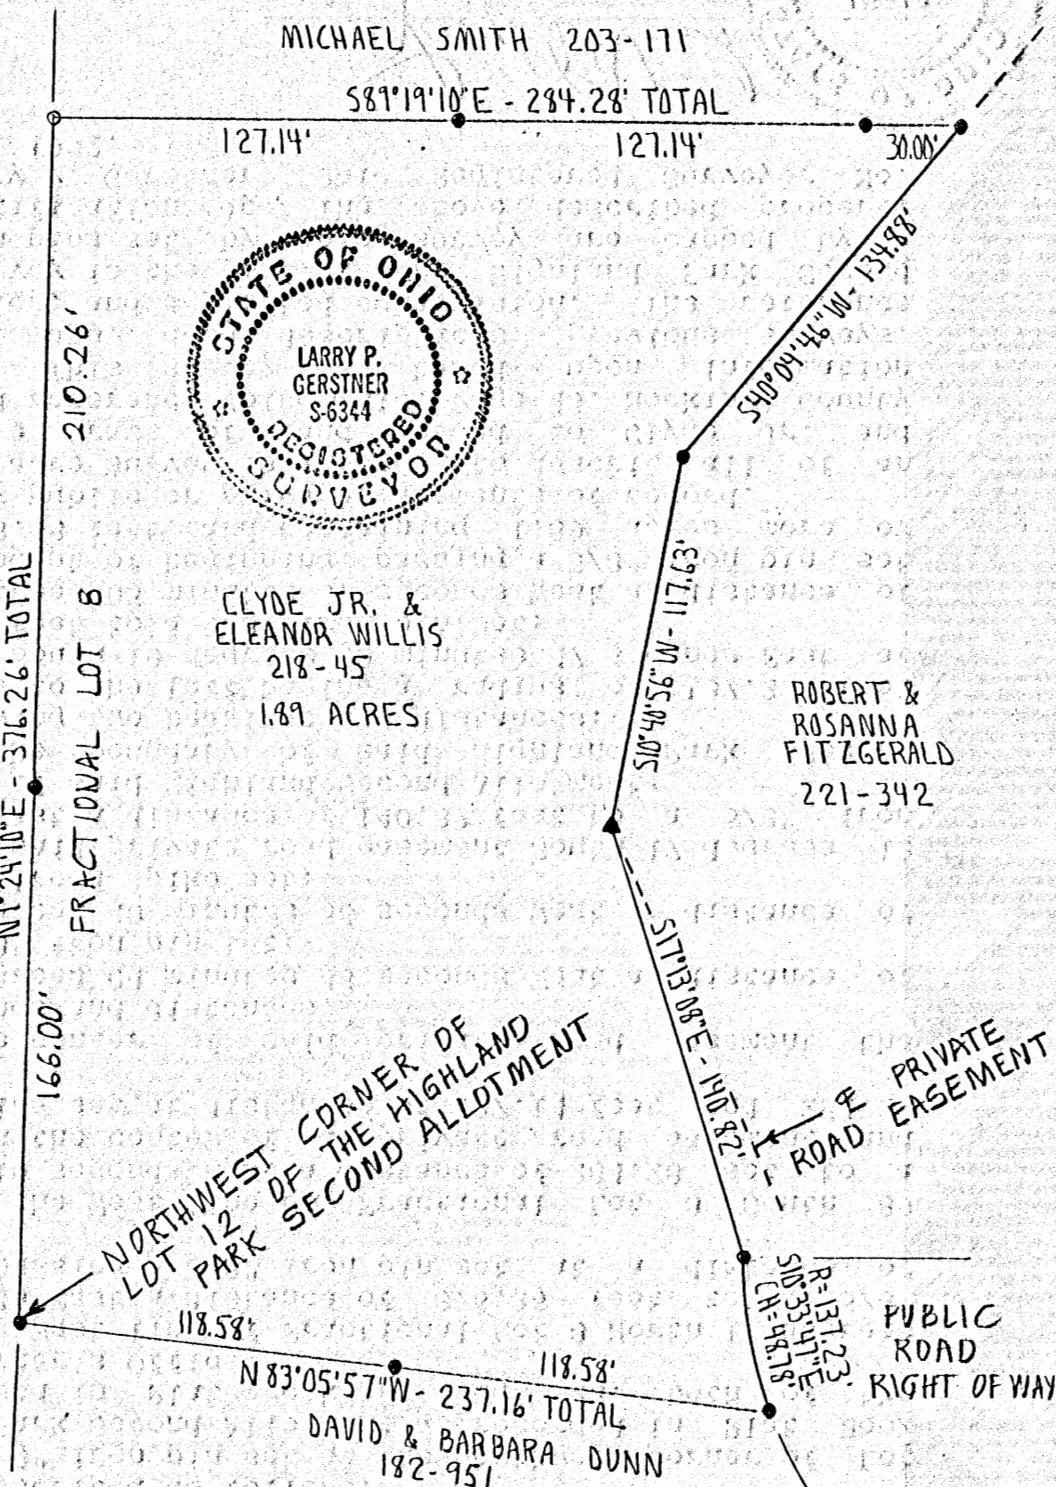 MICHAEL SMITH 203-171
S89°19'10"E - 284.28' TOTAL
127.14'
127.14'
30.00'
S40°04'46"W - 134.88'
210.26'
STATE OF OHIO
LARRY P.
GERSTNER
S-6344
REGISTERED
SURVEYOR
N1°24'10"E - 376.26' TOTAL
FRACTIONAL LOT 8
CLYDE JR. &
ELEANOR WILLIS
218-45
1.89 ACRES
S10°40'56"W - 117.63'
ROBERT &
ROSANNA
FITZGERALD
221-342
S17°13'08"E - 140.82'
166.00'
NORTHWEST CORNER OF
LOT 12 OF THE HIGHLAND
PARK SECOND ALLOTMENT
℄ PRIVATE
ROAD EASEMENT
R=137.23'
S10°33'47"E
CH=48.78'
PUBLIC
ROAD
RIGHT OF WAY
118.58'
118.58'
N 83°05'57"W - 237.16' TOTAL
DAVID & BARBARA DUNN
182-951